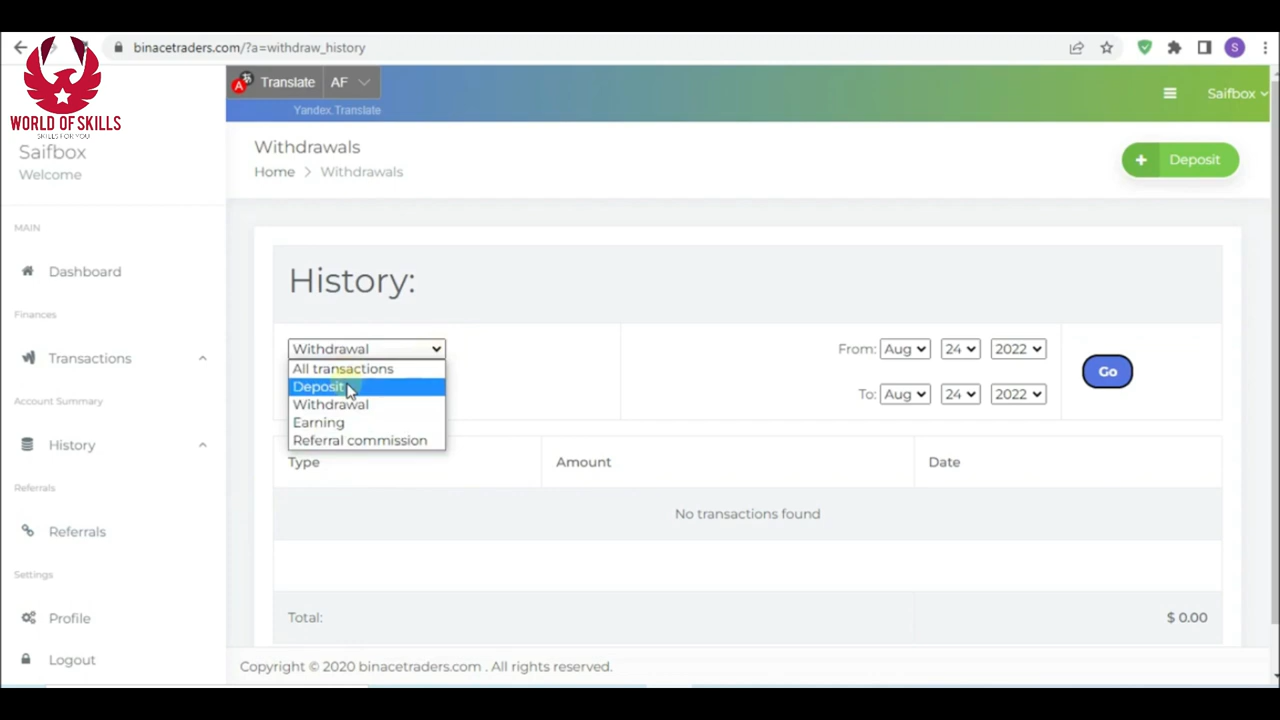 binacetraders.com/?a=withdraw_history
S
WORLD OF SKILLS
SKILLS FOR YOU
Translate AF
Yandex.Translate
Saifbox
Saifbox
Welcome
Withdrawals
Home > Withdrawals
+ Deposit
MAIN
Dashboard
Finances
Transactions
Account Summary
History
Referrals
Referrals
Settings
Profile
Logout
History:
Withdrawal
All transactions
Deposit
Withdrawal
Earning
Referral commission
From: Aug 24 2022
To: Aug 24 2022
Go
Type Amount Date
No transactions found
Total: $ 0.00
Copyright © 2020 binacetraders.com . All rights reserved.